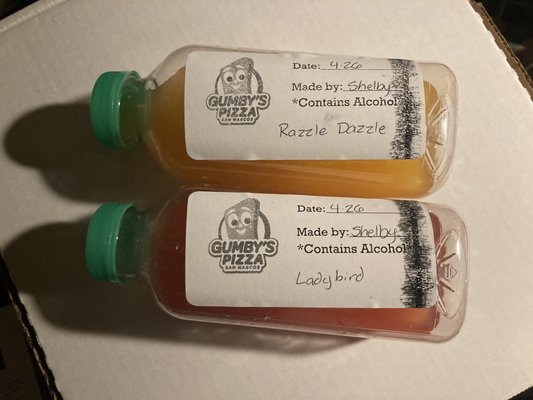 GUMBY'S
PIZZA
SAN MARCOS
Date: 4-26
Made by: Shelby
*Contains Alcohol
Razzle Dazzle
GUMBY'S
PIZZA
SAN MARCOS
Date: 4-26
Made by: Shelby
*Contains Alcohol
Ladybird